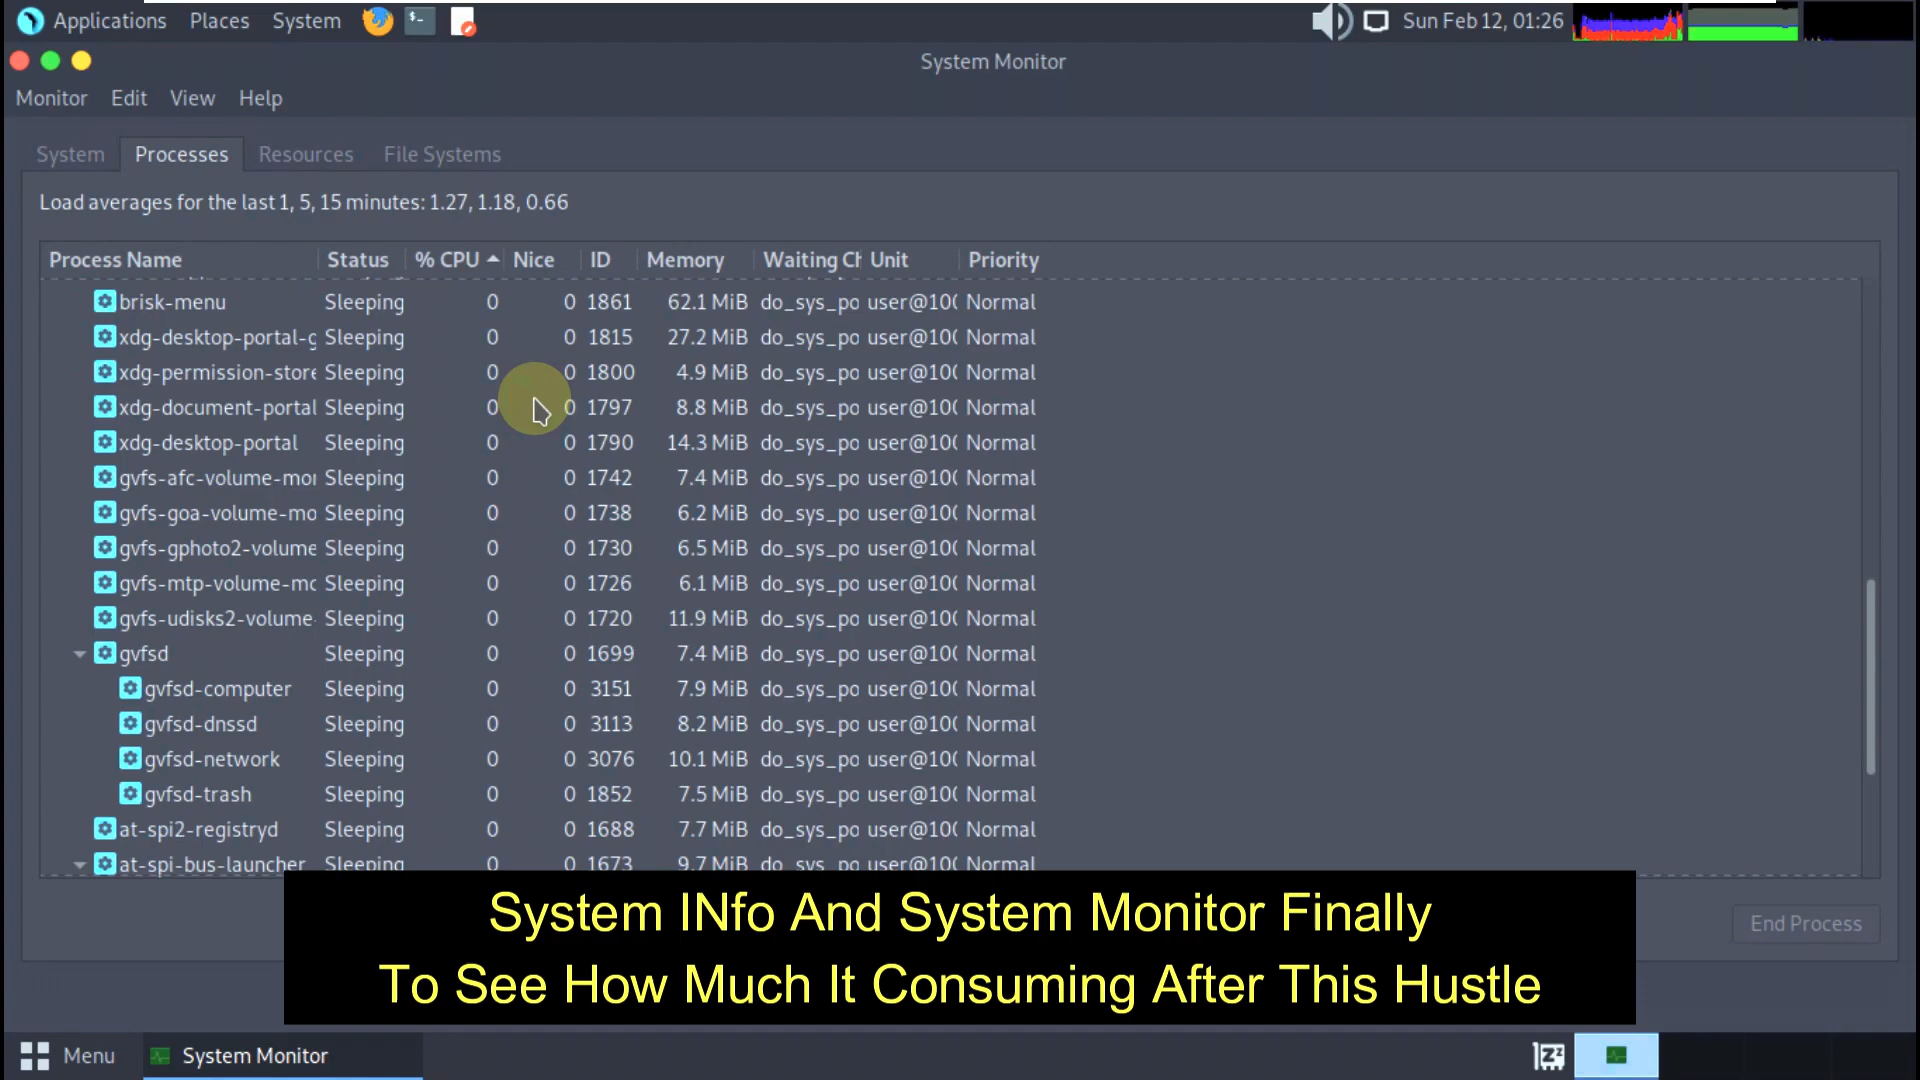 Applications Places System Sun Feb 12, 01:26
System Monitor
Monitor Edit View Help
System Processes Resources File Systems
Load averages for the last 1, 5, 15 minutes: 1.27, 1.18, 0.66
Process Name Status % CPU Nice ID Memory Waiting Ch Unit Priority
brisk-menu Sleeping 0 0 1861 62.1 MiB do_sys_po user@10( Normal
xdg-desktop-portal-g Sleeping 0 0 1815 27.2 MiB do_sys_po user@10( Normal
xdg-permission-store Sleeping 0 0 1800 4.9 MiB do_sys_po user@10( Normal
xdg-document-portal Sleeping 0 0 1797 8.8 MiB do_sys_po user@10( Normal
xdg-desktop-portal Sleeping 0 0 1790 14.3 MiB do_sys_po user@10( Normal
gvfs-afc-volume-mor Sleeping 0 0 1742 7.4 MiB do_sys_po user@10( Normal
gvfs-goa-volume-mo Sleeping 0 0 1738 6.2 MiB do_sys_po user@10( Normal
gvfs-gphoto2-volume Sleeping 0 0 1730 6.5 MiB do_sys_po user@10( Normal
gvfs-mtp-volume-mc Sleeping 0 0 1726 6.1 MiB do_sys_po user@10( Normal
gvfs-udisks2-volume- Sleeping 0 0 1720 11.9 MiB do_sys_po user@10( Normal
gvfsd Sleeping 0 0 1699 7.4 MiB do_sys_po user@10( Normal
gvfsd-computer Sleeping 0 0 3151 7.9 MiB do_sys_po user@10( Normal
gvfsd-dnssd Sleeping 0 0 3113 8.2 MiB do_sys_po user@10( Normal
gvfsd-network Sleeping 0 0 3076 10.1 MiB do_sys_po user@10( Normal
gvfsd-trash Sleeping 0 0 1852 7.5 MiB do_sys_po user@10( Normal
at-spi2-registryd Sleeping 0 0 1688 7.7 MiB do_sys_po user@10( Normal
at-spi-bus-launcher Sleeping 0 0 1673 9.7 MiB do_sys_po user@10( Normal
System INfo And System Monitor Finally
To See How Much It Consuming After This Hustle
End Process
Menu System Monitor